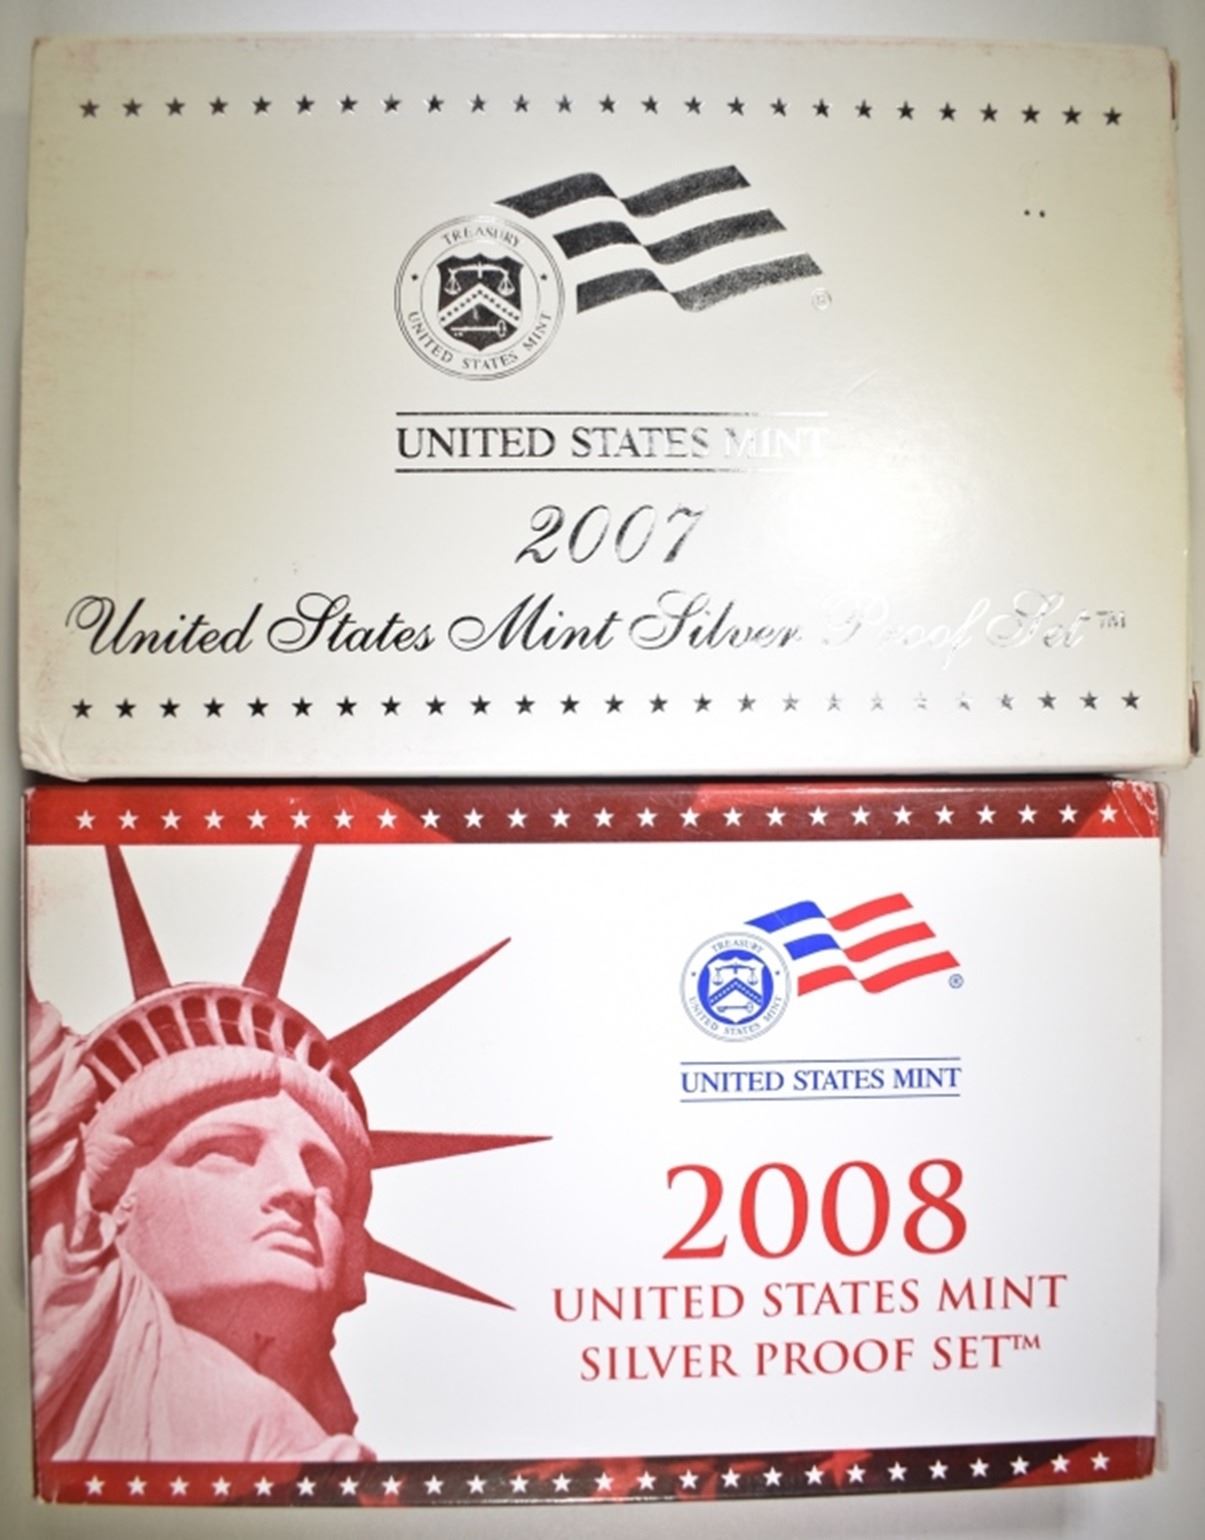 TREASURY
UNITED STATES MINT
®
UNITED STATES MINT
2007
United States Mint Silver Proof Set™
TREASURY
UNITED STATES MINT
®
UNITED STATES MINT
2008
UNITED STATES MINT
SILVER PROOF SET™